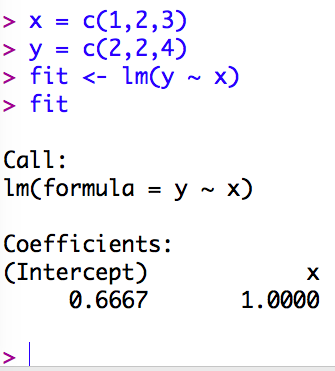 > x = c(1,2,3)
> y = c(2,2,4)
> fit <- lm(y ~ x)
> fit
Call:
lm(formula = y ~ x)
Coefficients:
(Intercept)            x
     0.6667       1.0000
>